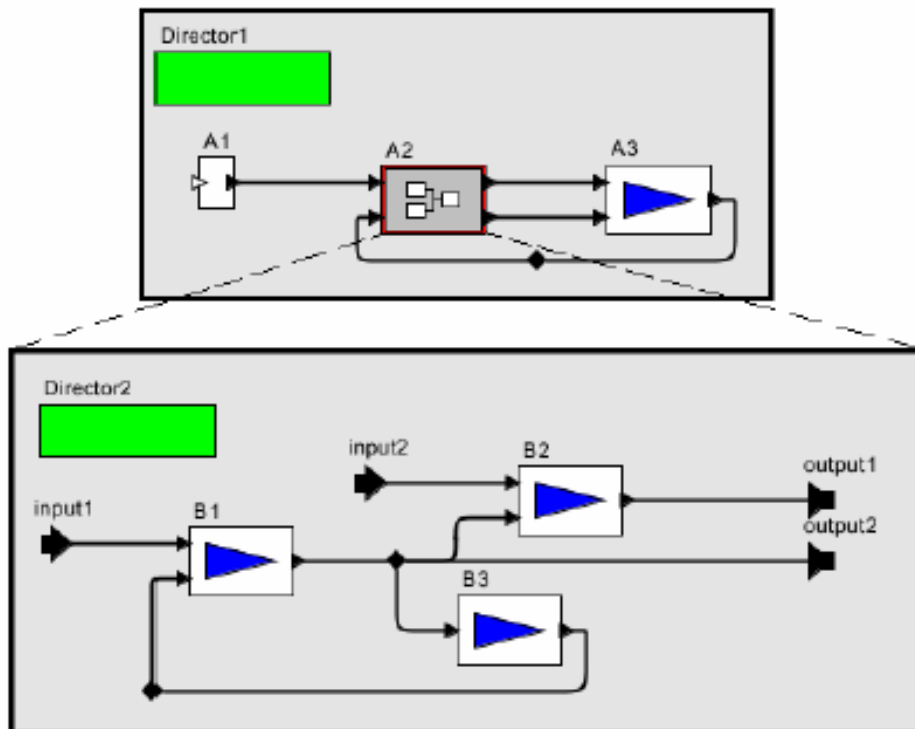 Director1
A1
A2
A3
Director2
input2
B2
output1
input1
B1
output2
B3